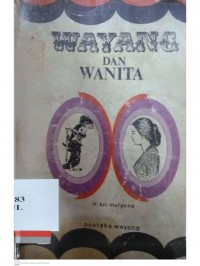 WAYANG
DAN
WANITA
ir sri mulyono
pustaka wayang
83